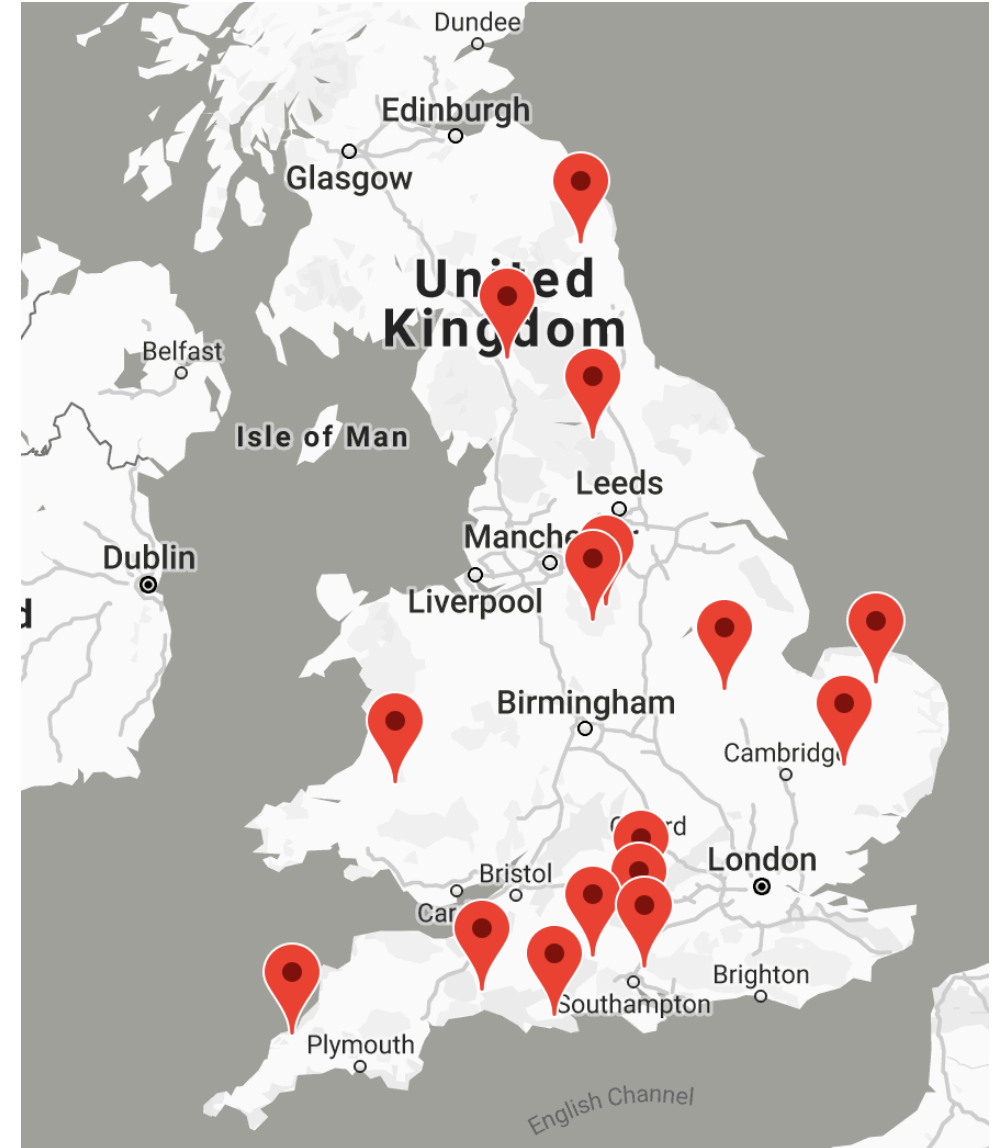 Dundee
Edinburgh
Glasgow
United
Kingdom
Belfast
Isle of Man
Leeds
Dublin
Liverpool
Birmingham
Cambridge
London
Bristol
Brighton
Southampton
Plymouth
English Channel